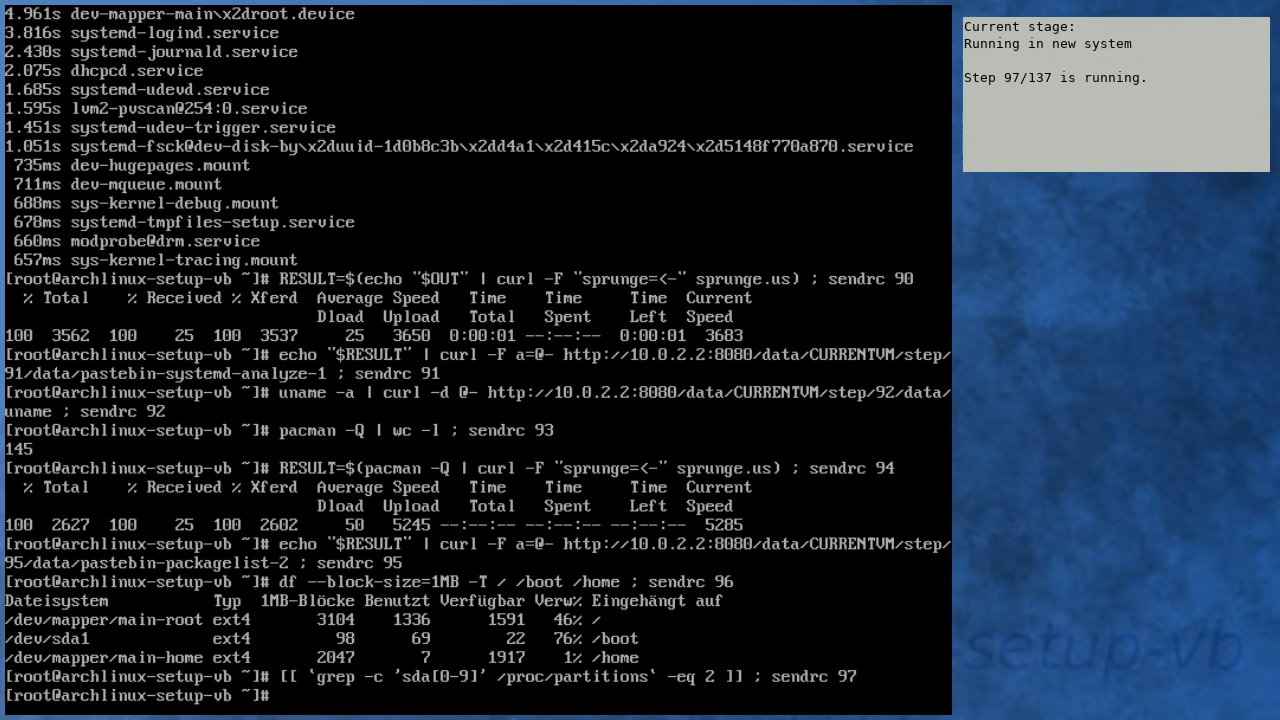 4.961s dev-mapper-main\x2droot.device
3.816s systemd-logind.service
2.430s systemd-journald.service
2.075s dhcpcd.service
1.685s systemd-udevd.service
1.595s lvm2-pvscan@254:0.service
1.451s systemd-udev-trigger.service
1.051s systemd-fsck@dev-disk-by\x2duuid-1d0b8c3b\x2dd4a1\x2d415c\x2da924\x2d5148f770a870.service
735ms dev-hugepages.mount
711ms dev-mqueue.mount
688ms sys-kernel-debug.mount
678ms systemd-tmpfiles-setup.service
660ms modprobe@drm.service
657ms sys-kernel-tracing.mount
[root@archlinux-setup-vb ~]# RESULT=$(echo "$OUT" | curl -F "sprunge=<-" sprunge.us) ; sendrc 90
% Total    % Received % Xferd  Average Speed   Time    Time     Time  Current
Dload  Upload   Total   Spent    Left  Speed
100  3562  100    25  100  3537     25   3650  0:00:01 --:--:--  0:00:01  3683
[root@archlinux-setup-vb ~]# echo "$RESULT" | curl -F a=@- http://10.0.2.2:8080/data/CURRENTVM/step/
91/data/pastebin-systemd-analyze-1 ; sendrc 91
[root@archlinux-setup-vb ~]# uname -a | curl -d @- http://10.0.2.2:8080/data/CURRENTVM/step/92/data/
uname ; sendrc 92
[root@archlinux-setup-vb ~]# pacman -Q | wc -l ; sendrc 93
145
[root@archlinux-setup-vb ~]# RESULT=$(pacman -Q | curl -F "sprunge=<-" sprunge.us) ; sendrc 94
% Total    % Received % Xferd  Average Speed   Time    Time     Time  Current
Dload  Upload   Total   Spent    Left  Speed
100  2627  100    25  100  2602     50   5245 --:--:-- --:--:-- --:--:--  5285
[root@archlinux-setup-vb ~]# echo "$RESULT" | curl -F a=@- http://10.0.2.2:8080/data/CURRENTVM/step/
95/data/pastebin-packagelist-2 ; sendrc 95
[root@archlinux-setup-vb ~]# df --block-size=1MB -T / /boot /home ; sendrc 96
Dateisystem           Typ  1MB-Blöcke Benutzt Verfügbar Verw% Eingehängt auf
/dev/mapper/main-root ext4       3104    1336      1591   46% /
/dev/sda1             ext4         98      69        22   76% /boot
/dev/mapper/main-home ext4       2047       7      1917    1% /home
[root@archlinux-setup-vb ~]# [[ `grep -c 'sda[0-9]' /proc/partitions` -eq 2 ]] ; sendrc 97
[root@archlinux-setup-vb ~]#
Current stage:
Running in new system
Step 97/137 is running.
setup-vb